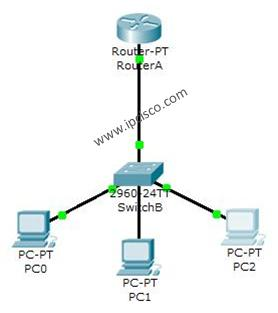 Router-PT
RouterA
www.ipcisco.com
2960-24TT
SwitchB
PC-PT
PC0
PC-PT
PC1
PC-PT
PC2